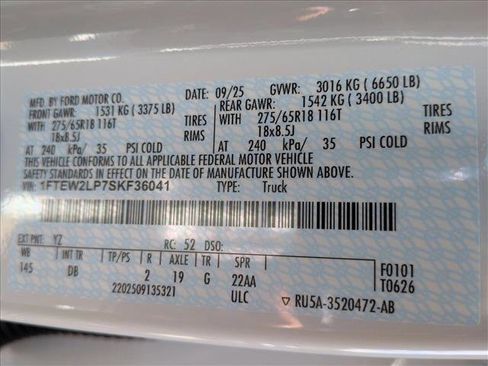 MFD. BY FORD MOTOR CO. DATE: 09/25 GVWR: 3016 KG ( 6650 LB)
FRONT GAWR: 1531 KG ( 3375 LB) REAR GAWR: 1542 KG ( 3400 LB)
WITH 275/65R18 116T TIRES WITH 275/65R18 116T TIRES
18x8.5J RIMS 18x8.5J RIMS
AT 240 kPa/ 35 PSI COLD AT 240 kPa/ 35 PSI COLD
THIS VEHICLE CONFORMS TO ALL APPLICABLE FEDERAL MOTOR VEHICLE
SAFETY STANDARDS IN EFFECT ON THE DATE OF MANUFACTURE SHOWN ABOVE.
VIN: 1FTEW2LP7SKF36041 TYPE: Truck
EXT PNT: YZ RC: 52 DSO:
WB INT TR TP/PS R AXLE TR SPR F0101
145 DB 2 19 G 22AA T0626
2202509135321 ULC ▽ RU5A-3520472-AB